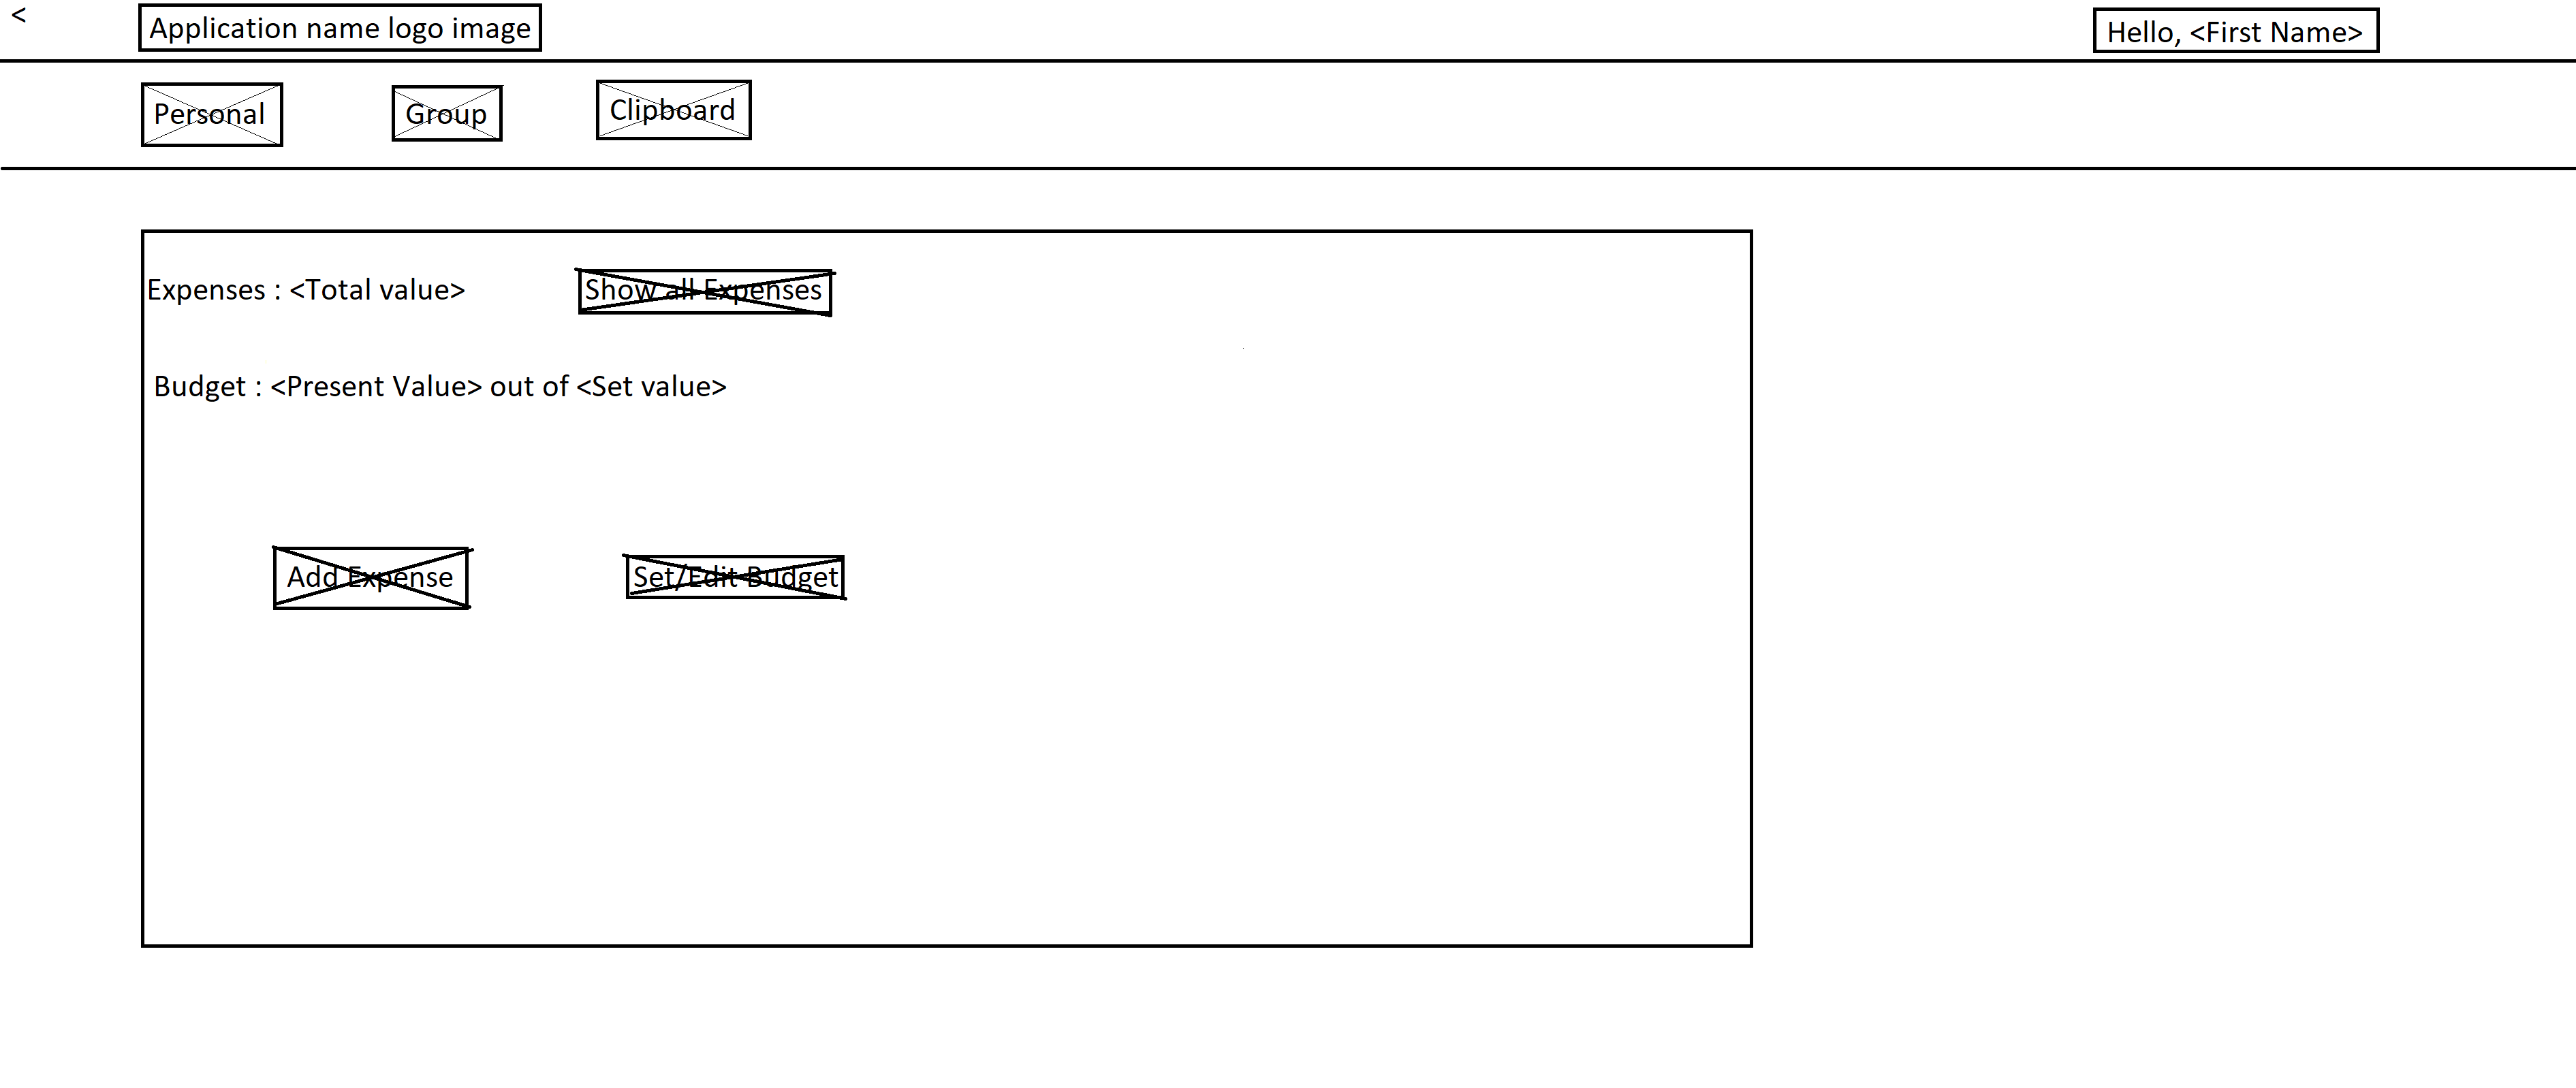 <
Application name logo image
Hello, <First Name>
Personal
Group
Clipboard
Expenses : <Total value>
Show all Expenses
Budget : <Present Value> out of <Set value>
Add Expense
Set/Edit Budget